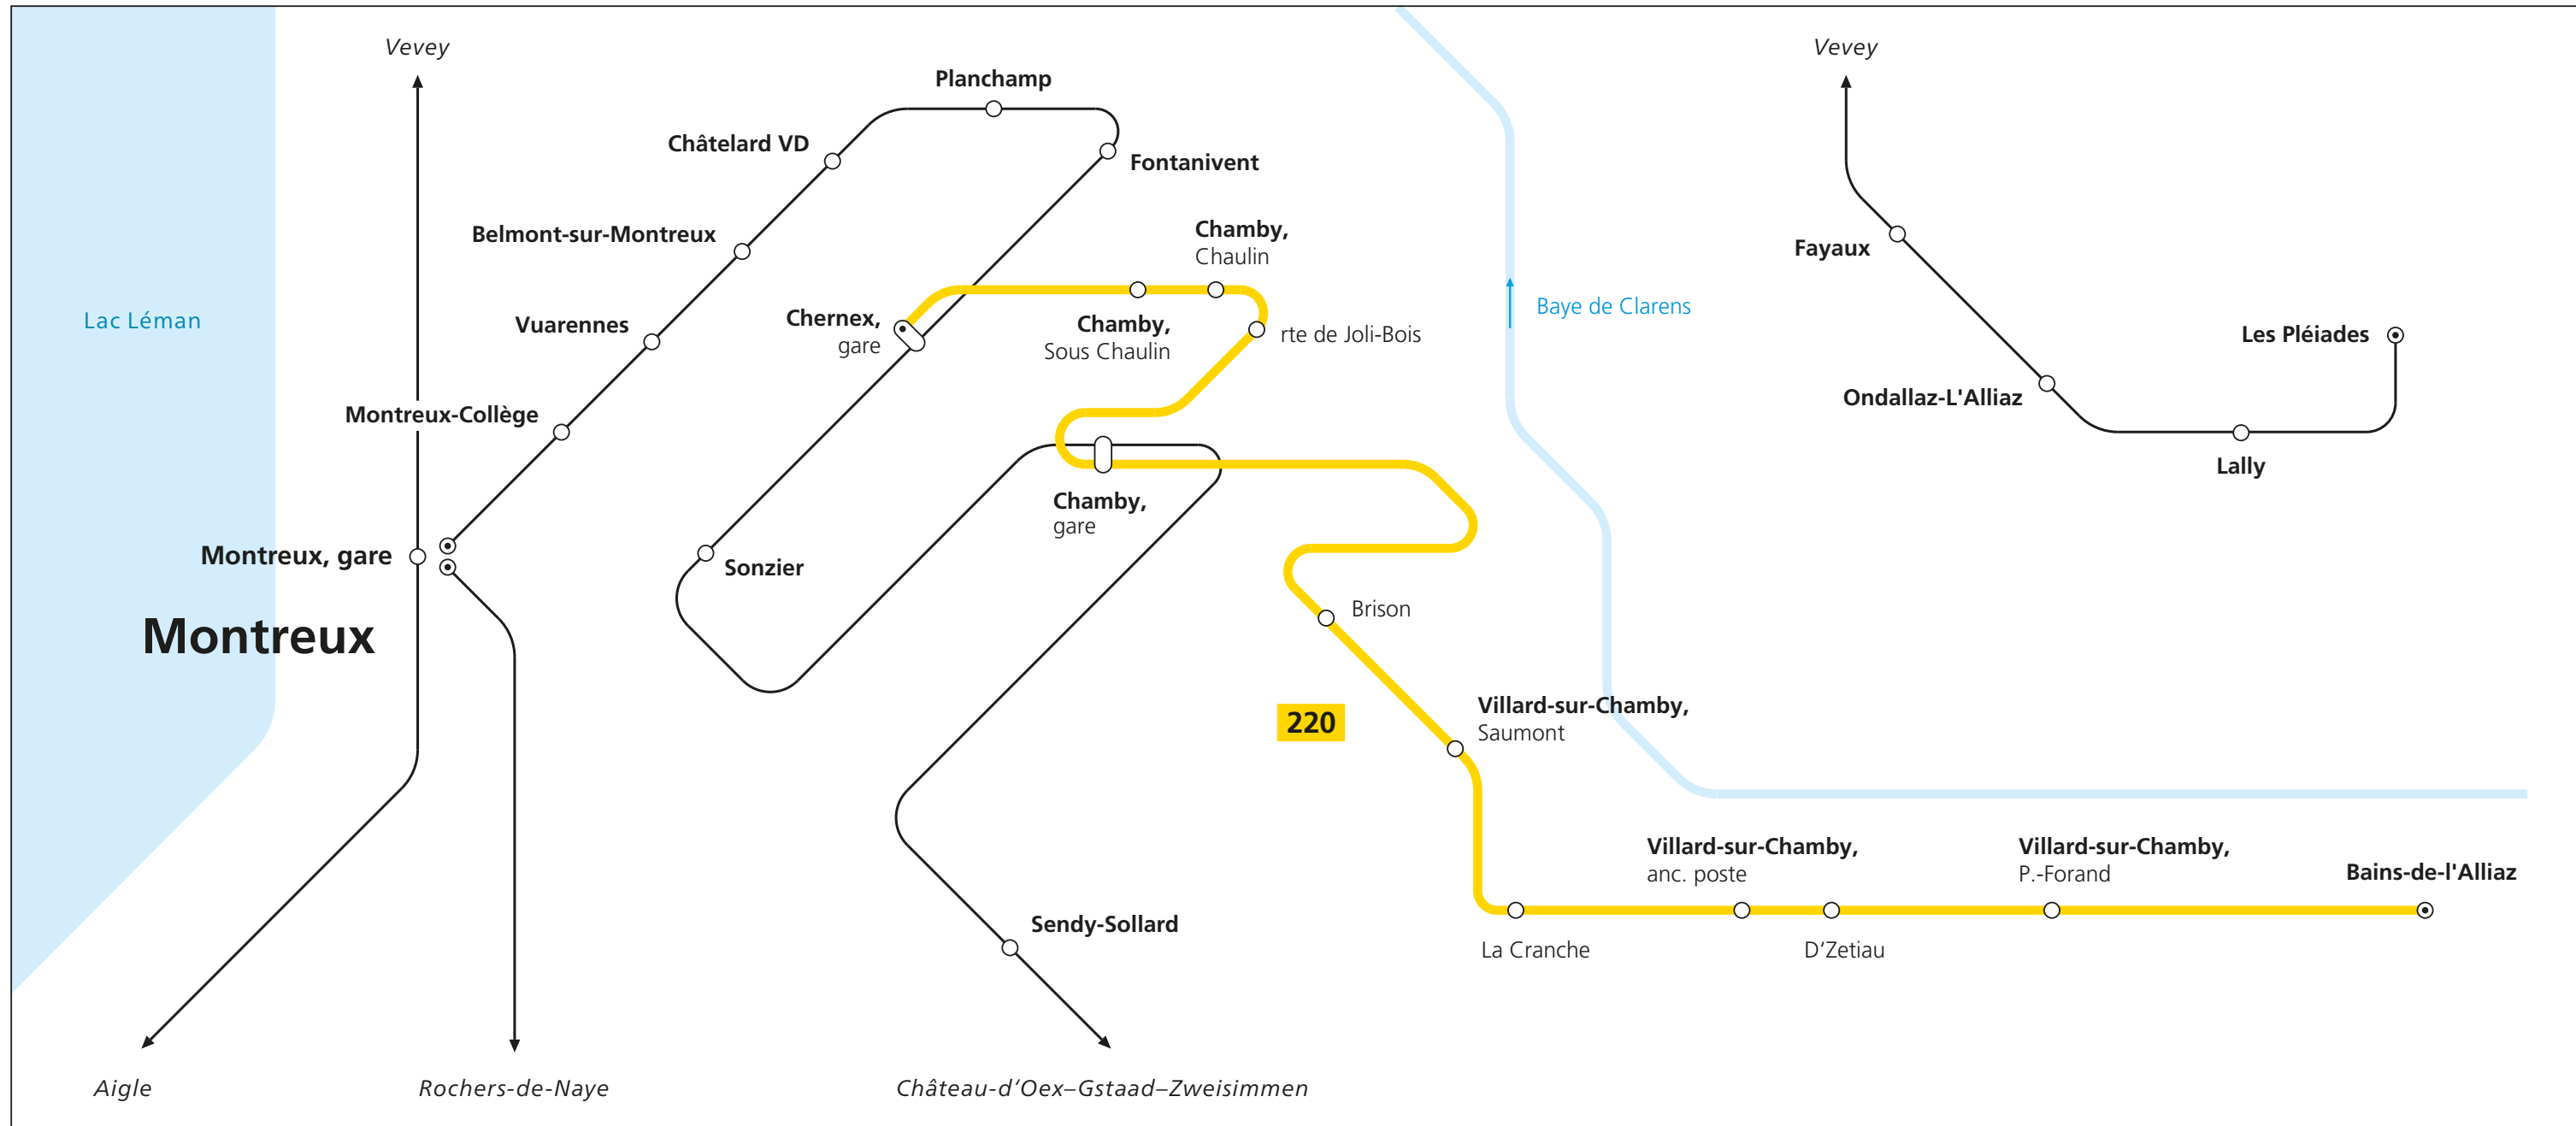 Vevey
Vevey
Planchamp
Châtelard VD
Fontanivent
Belmont-sur-Montreux
Chamby,
Chaulin
Fayaux
Lac Léman
Baye de Clarens
Vuarennes
Chernex,
gare
Chamby,
Sous Chaulin
rte de Joli-Bois
Les Pléiades
Montreux-Collège
Ondallaz-L'Alliaz
Lally
Chamby,
gare
Montreux, gare
Sonzier
Brison
Montreux
220
Villard-sur-Chamby,
Saumont
Villard-sur-Chamby,
anc. poste
Villard-sur-Chamby,
P.-Forand
Bains-de-l'Alliaz
Sendy-Sollard
La Cranche
D‘Zetiau
Aigle
Rochers-de-Naye
Château-d‘Oex–Gstaad–Zweisimmen